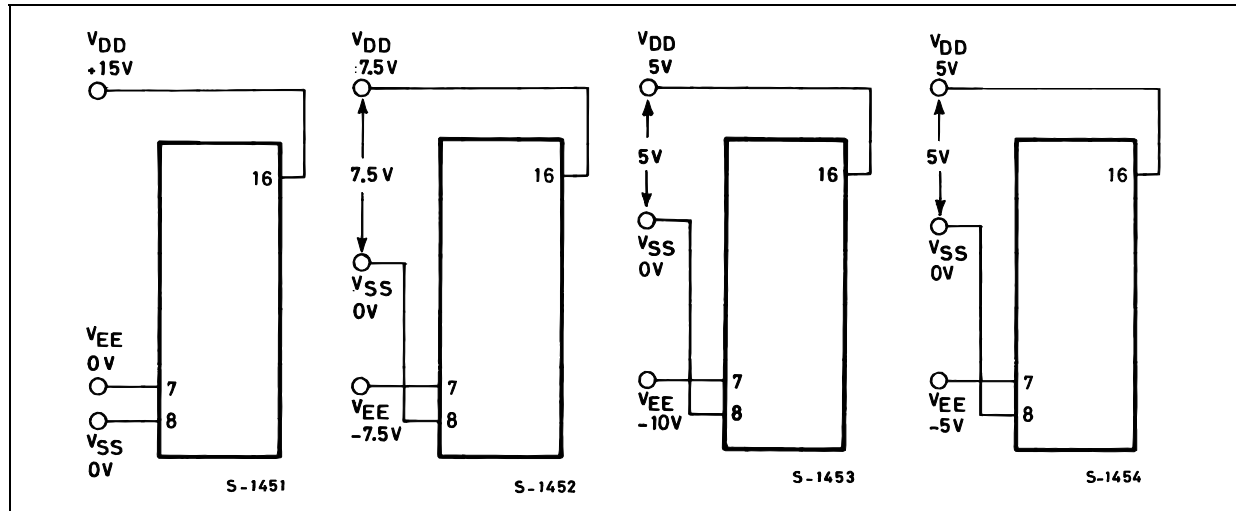 VDD
+15V
16
VEE
0V
7
8
VSS
0V
S-1451
VDD
7.5V
7.5V
16
VSS
0V
7
VEE
-7.5V
8
S-1452
VDD
5V
5V
16
VSS
0V
7
VEE
-10V
8
S-1453
VDD
5V
5V
16
VSS
0V
7
VEE
-5V
8
S-1454